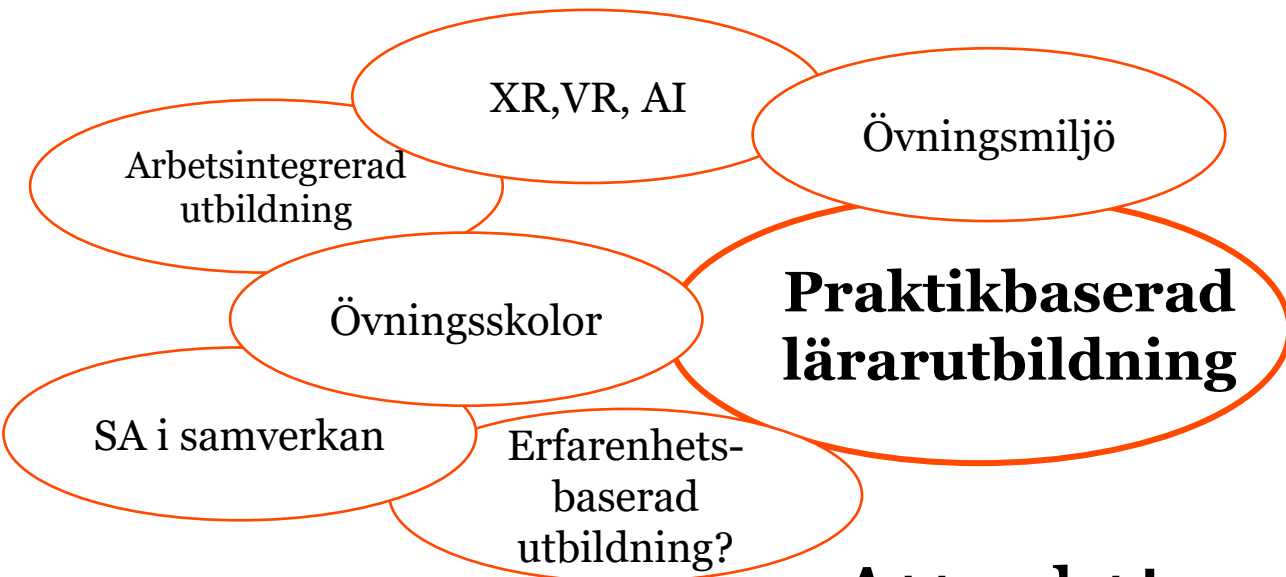 XR,VR, AI
Övningsmiljö
Arbetsintegrerad
utbildning
Praktikbaserad
lärarutbildning
Övningsskolor
SA i samverkan
Erfarenhets-
baserad
utbildning?